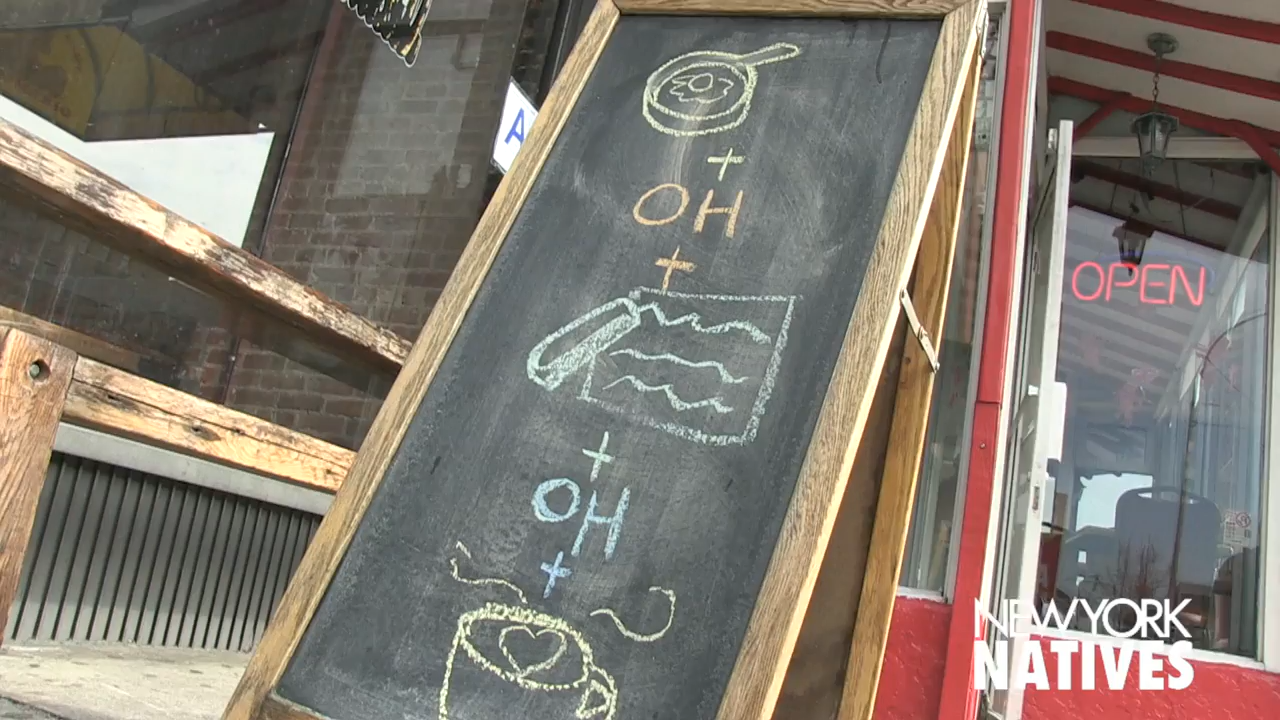 A
+
OH
+
+
OH
+
OPEN
NEW YORK
NATIVES